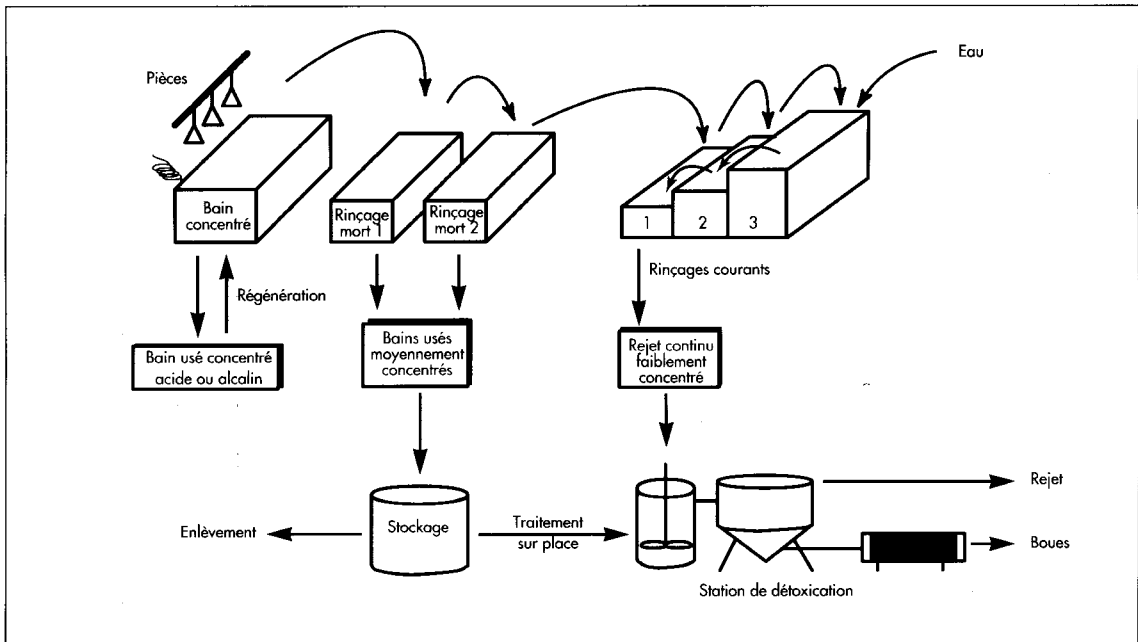 Pièces
Eau
Bain
concentré
Rinçage
mort 1
Rinçage
mort 2
1
2
3
Régénération
Rinçages courants
Bain usé concentré
acide ou alcalin
Bains usés
moyennement
concentrés
Rejet continu
faiblement
concentré
Enlèvement
Stockage
Traitement
sur place
Rejet
Boues
Station de détoxication